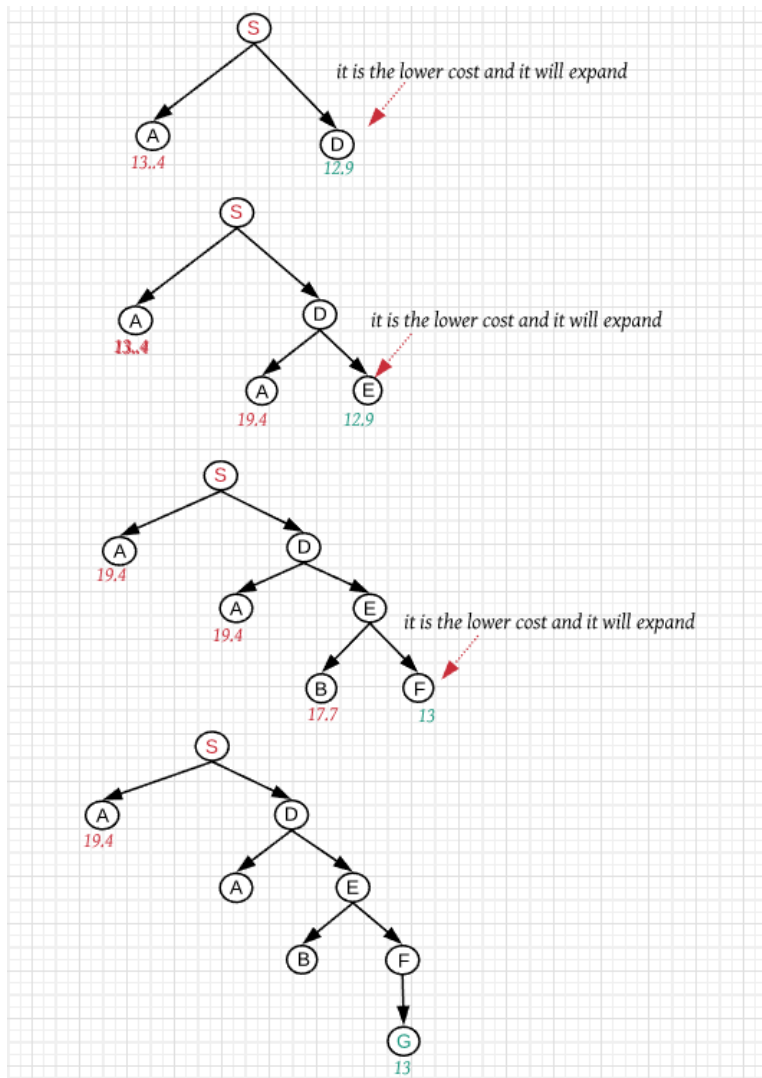 S
it is the lower cost and it will expand
A
D
13..4
12.9
S
A
D
it is the lower cost and it will expand
13..4
A
E
19.4
12.9
S
A
D
19.4
A
E
it is the lower cost and it will expand
19.4
B
F
17.7
13
S
A
D
19.4
A
E
B
F
G
13